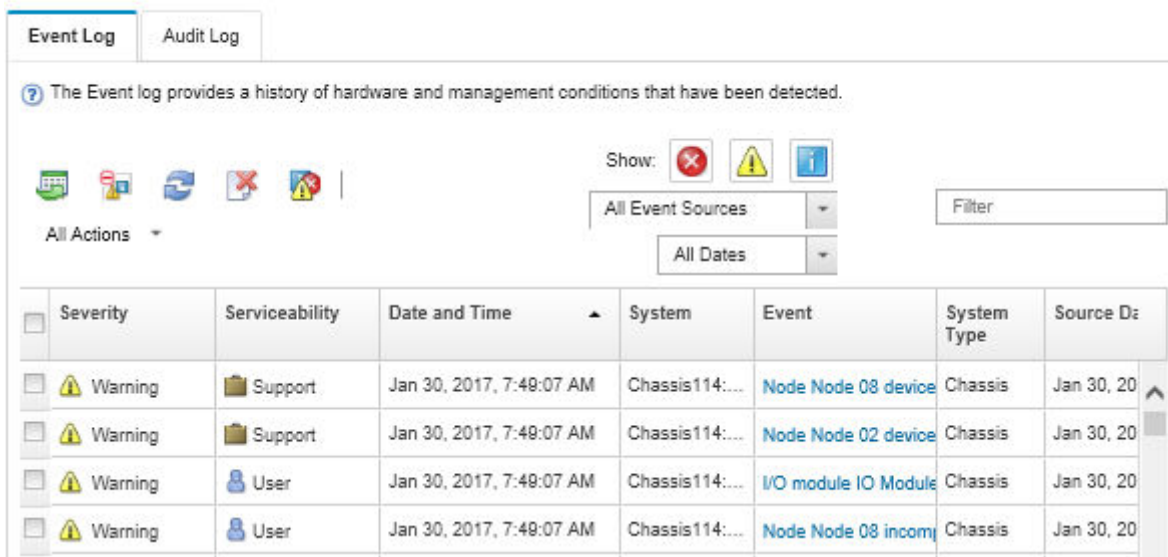 Event Log
Audit Log
The Event log provides a history of hardware and management conditions that have been detected.
Show:
All Event Sources
Filter
All Actions
All Dates
Severity Serviceability Date and Time System Event System Type Source Da
Warning Support Jan 30, 2017, 7:49:07 AM Chassis114:... Node Node 08 device Chassis Jan 30, 20
Warning Support Jan 30, 2017, 7:49:07 AM Chassis114:... Node Node 02 device Chassis Jan 30, 20
Warning User Jan 30, 2017, 7:49:07 AM Chassis114:... I/O module IO Module Chassis Jan 30, 20
Warning User Jan 30, 2017, 7:49:07 AM Chassis114:... Node Node 08 incomp Chassis Jan 30, 20